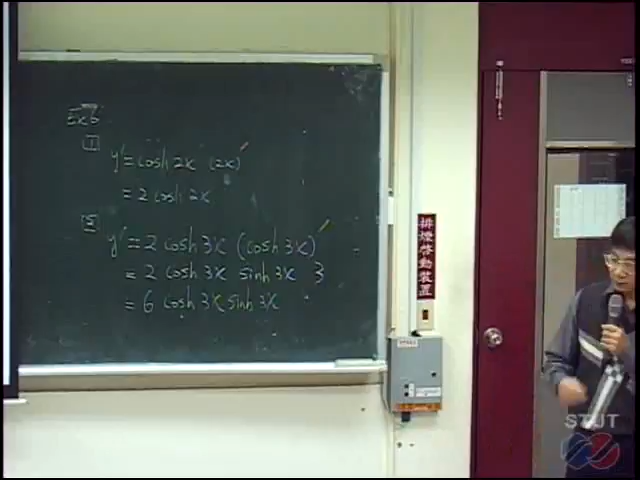 Ex6
1 y' = cosh 2x (2x)'
= 2 cosh 2x
5 y' = 2 cosh 3x (cosh 3x)'
= 2 cosh 3x sinh 3x 3
= 6 cosh 3x sinh 3x
排煙啓動裝置
STUT